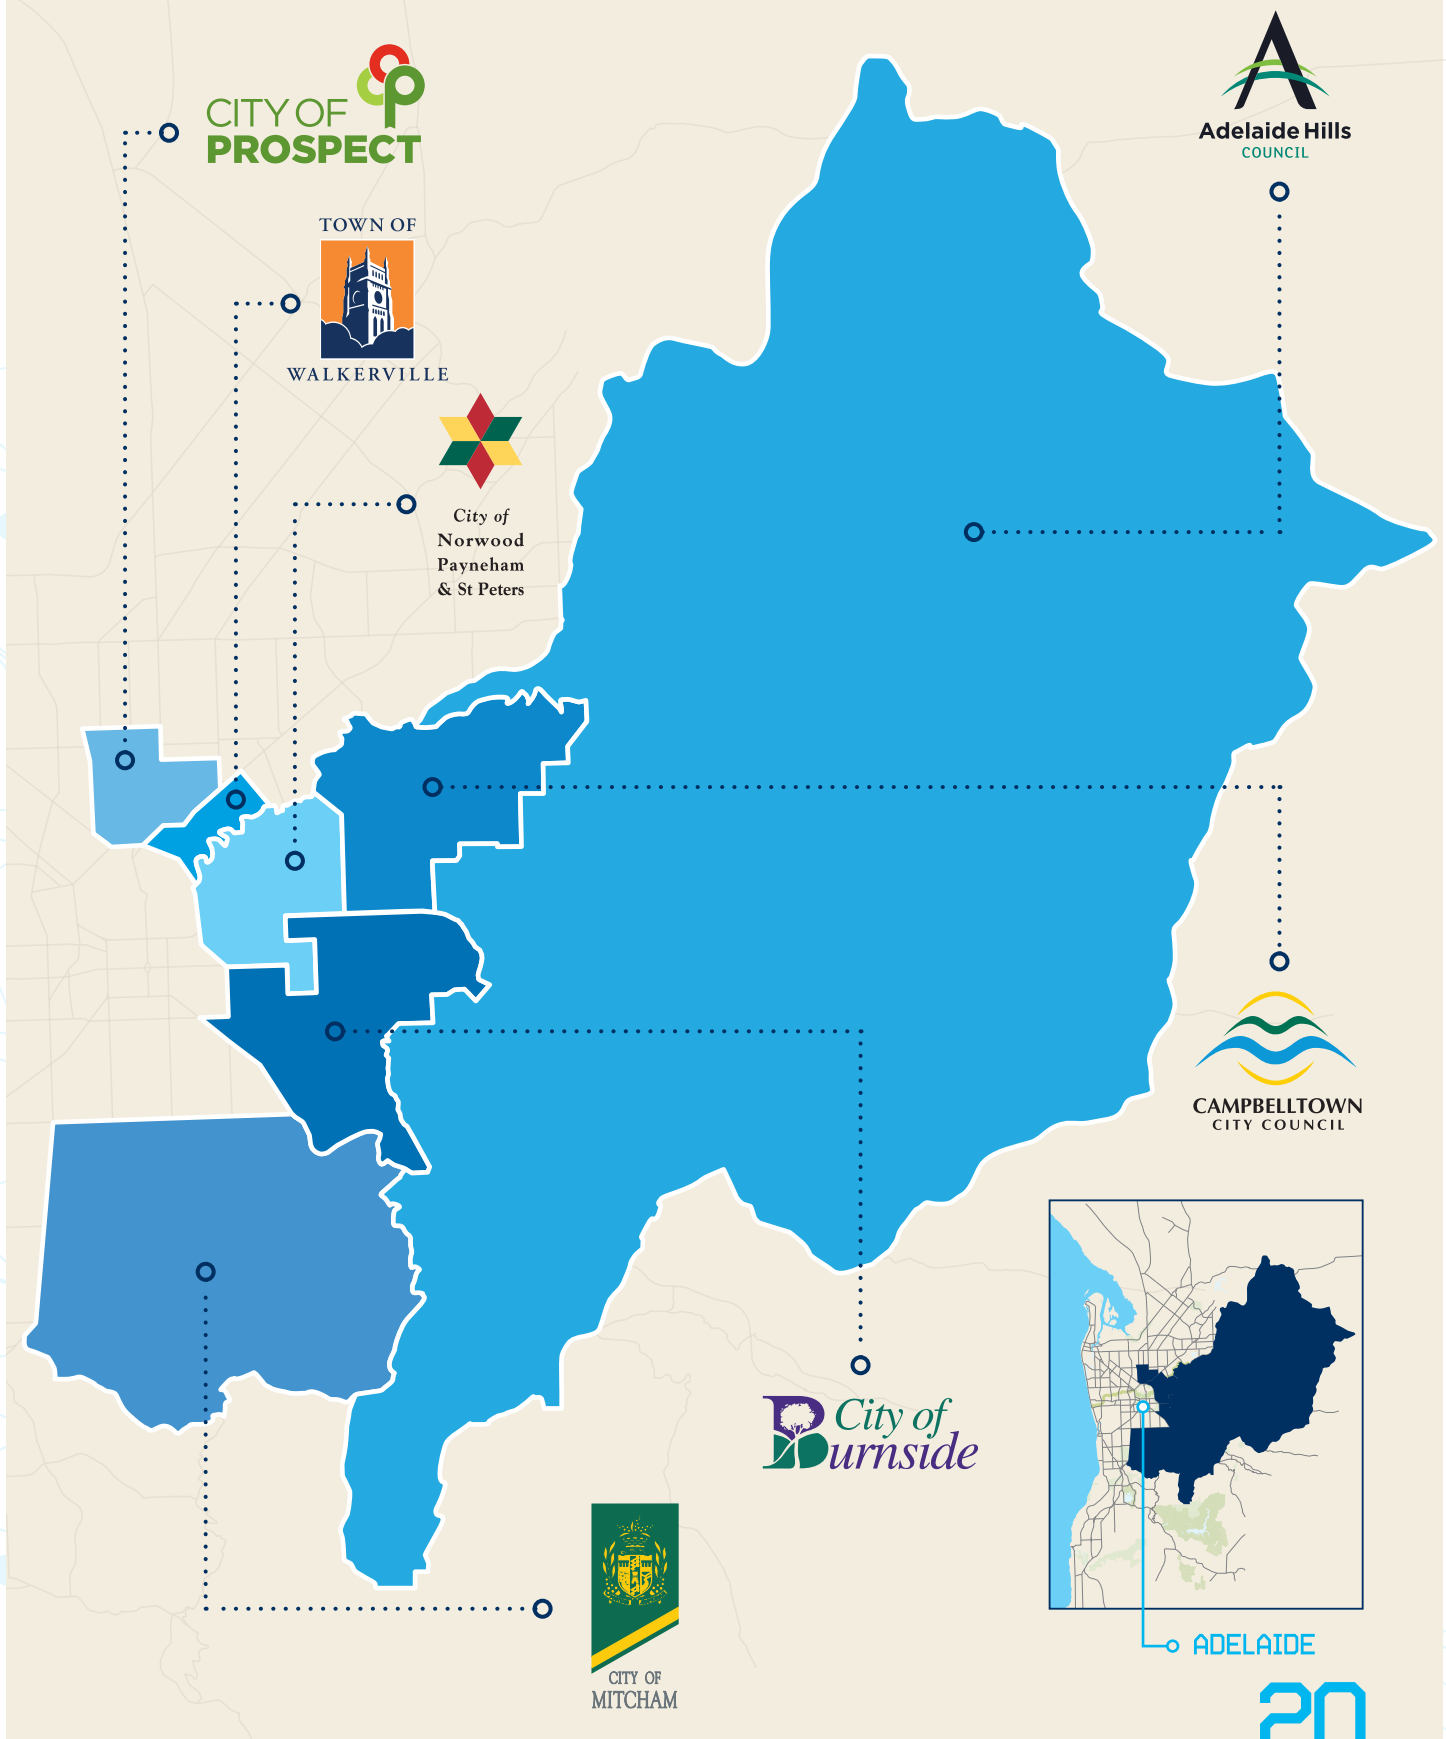 CITY OF
PROSPECT
Adelaide Hills
COUNCIL
TOWN OF
WALKERVILLE
City of
Norwood
Payneham
& St Peters
CAMPBELLTOWN
CITY COUNCIL
City of
Burnside
CITY OF
MITCHAM
ADELAIDE